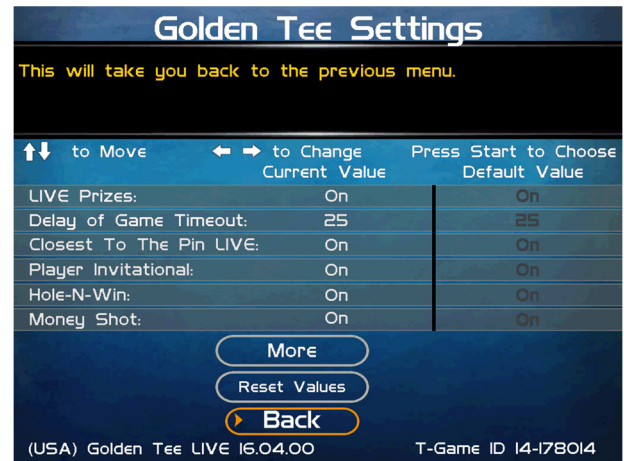 Golden Tee Settings
This will take you back to the previous menu.
to Move to Change Press Start to Choose
Current Value Default Value
LIVE Prizes: On On
Delay of Game Timeout: 25 25
Closest To The Pin LIVE: On On
Player Invitational: On On
Hole-N-Win: On On
Money Shot: On On
More
Reset Values
Back
(USA) Golden Tee LIVE 16.04.00 T-Game ID 14-178014